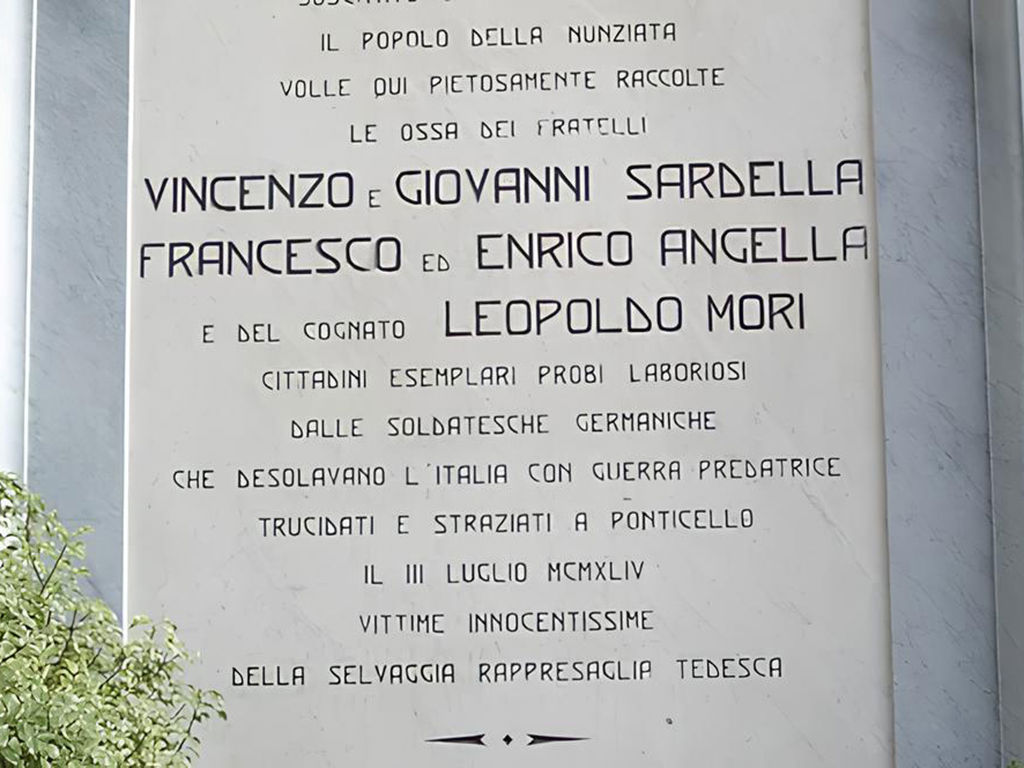 IL POPOLO DELLA NUNZIATA
VOLLE QUI PIETOSAMENTE RACCOLTE
LE OSSA DEI FRATELLI
VINCENZO E GIOVANNI SARDELLA
FRANCESCO ED ENRICO ANGELLA
E DEL COGNATO LEOPOLDO MORI
CITTADINI ESEMPLARI PROBI LABORIOSI
DALLE SOLDATESCHE GERMANICHE
CHE DESOLAVANO L'ITALIA CON GUERRA PREDATRICE
TRUCIDATI E STRAZIATI A PONTICELLO
IL III LUGLIO MCMXLIV
VITTIME INNOCENTISSIME
DELLA SELVAGGIA RAPPRESAGLIA TEDESCA